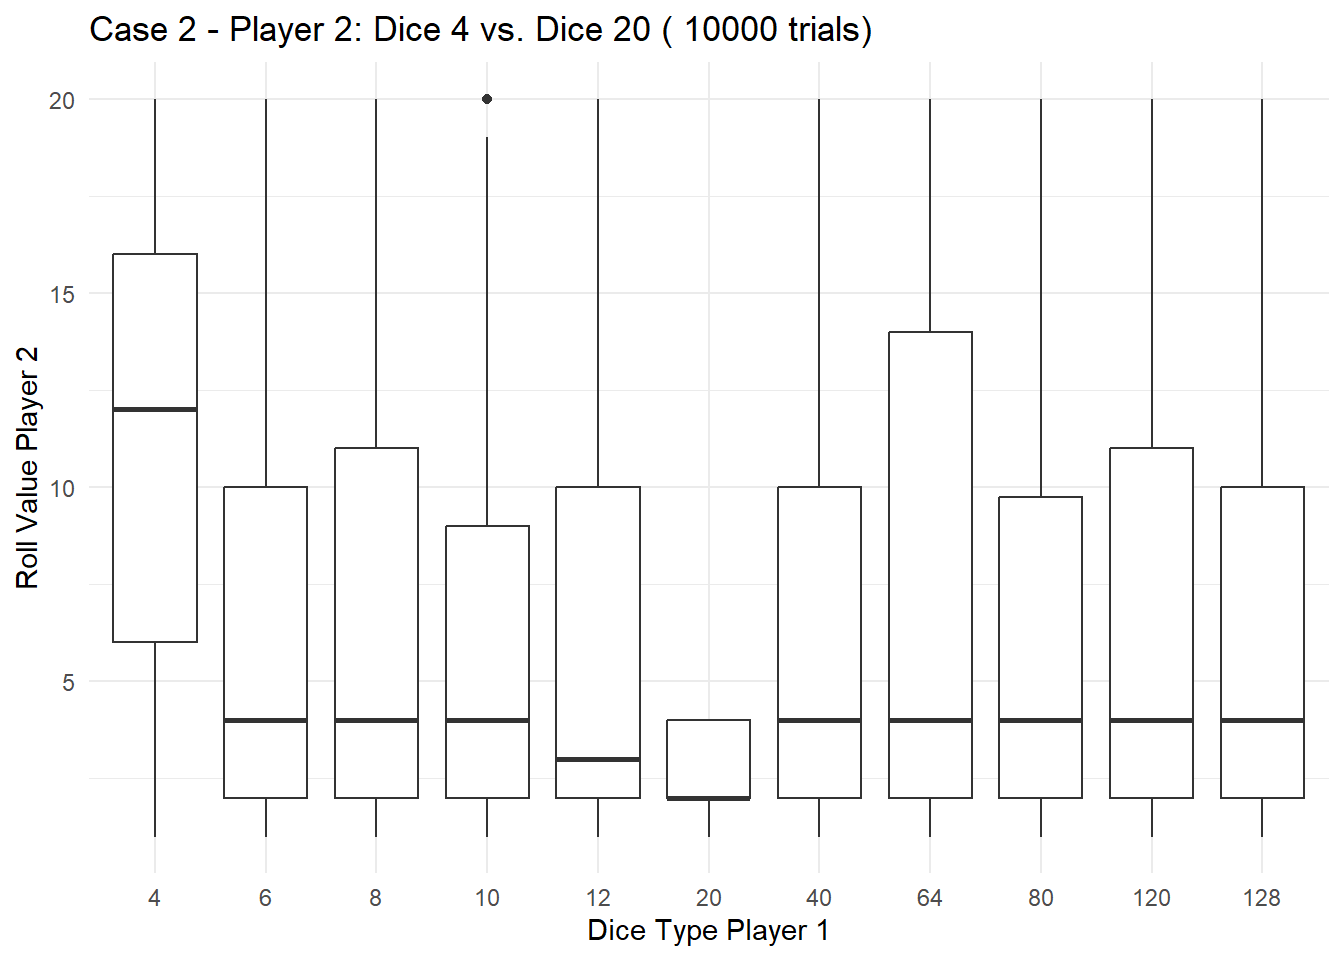 Case 2 - Player 2: Dice 4 vs. Dice 20 ( 10000 trials)
20
15
10
5
Roll Value Player 2
4 6 8 10 12 20 40 64 80 120 128
Dice Type Player 1